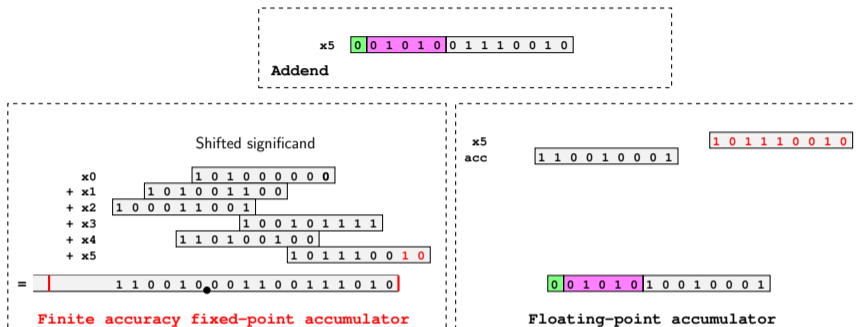 x5 0 0 1 0 1 0 0 1 1 1 0 0 1 0
Addend
Shifted significand
x0 1 0 1 0 0 0 0 0 0
+ x1 1 0 1 0 0 1 1 0 0
+ x2 1 0 0 0 1 1 0 0 1
+ x3 1 0 0 1 0 1 1 1 1
+ x4 1 1 0 1 0 0 1 0 0
+ x5 1 0 1 1 1 0 0 1 0
= 1 1 0 0 1 0 0 0 1 1 0 0 1 1 1 0 1 0
Finite accuracy fixed-point accumulator
x5 1 0 1 1 1 0 0 1 0
acc 1 1 0 0 1 0 0 0 1
0 0 1 0 1 0 1 0 0 1 0 0 0 1
Floating-point accumulator